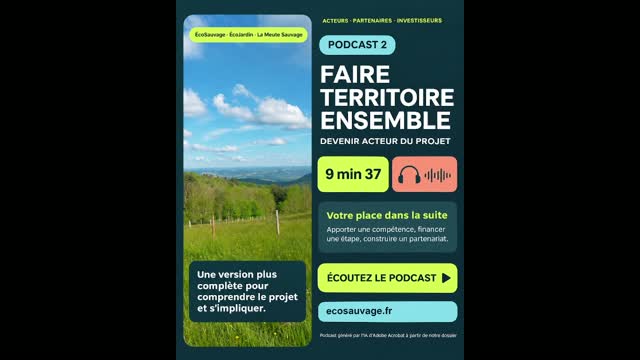 ÉcoSauvage · ÉcoJardin · La Meute Sauvage
Une version plus
complète pour
comprendre le projet
et s'impliquer.
ACTEURS · PARTENAIRES · INVESTISSEURS
PODCAST 2
FAIRE
TERRITOIRE
ENSEMBLE
DEVENIR ACTEUR DU PROJET
9 min 37
Votre place dans la suite
Apporter une compétence, financer
une étape, construire un partenariat.
ÉCOUTEZ LE PODCAST
ecosauvage.fr
Podcast généré par l'IA d'Adobe Acrobat à partir de notre dossier